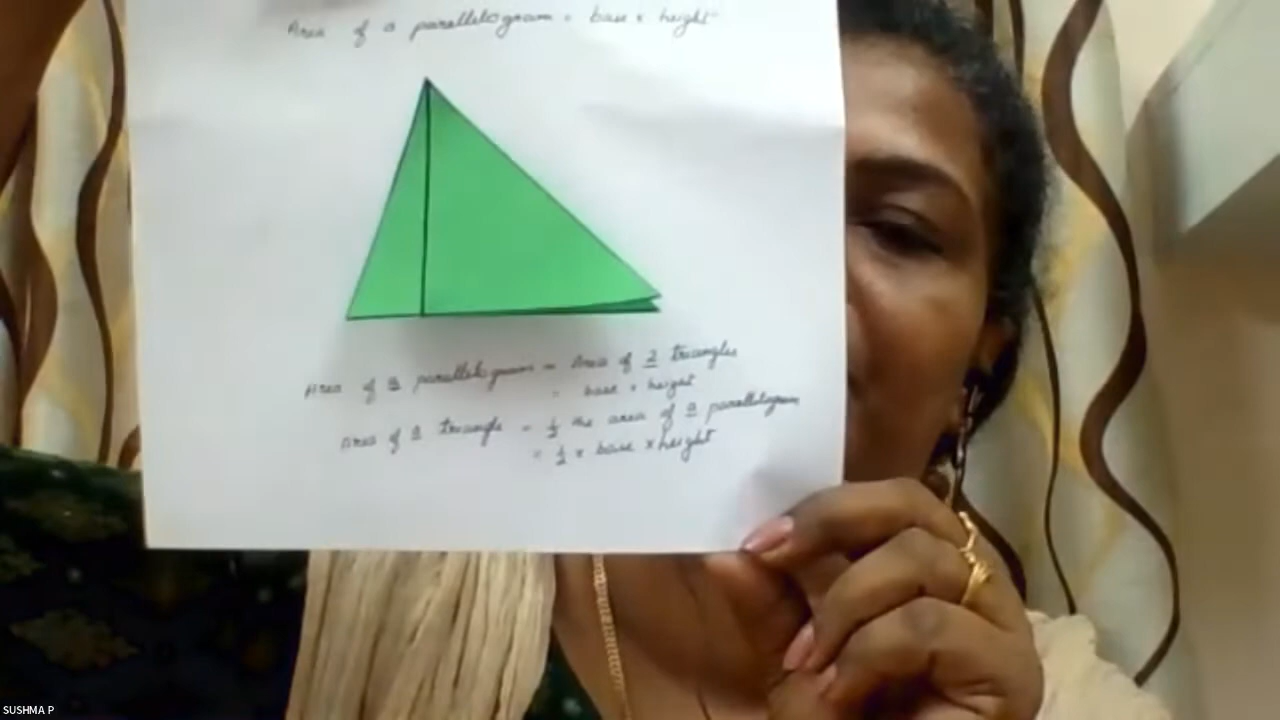 Area of a parallelogram = base x height
Area of a parallelogram = Area of 2 triangles
= base x height
Area of a triangle = 1/2 the area of a parallelogram
= 1/2 x base x height
SUSHMA P